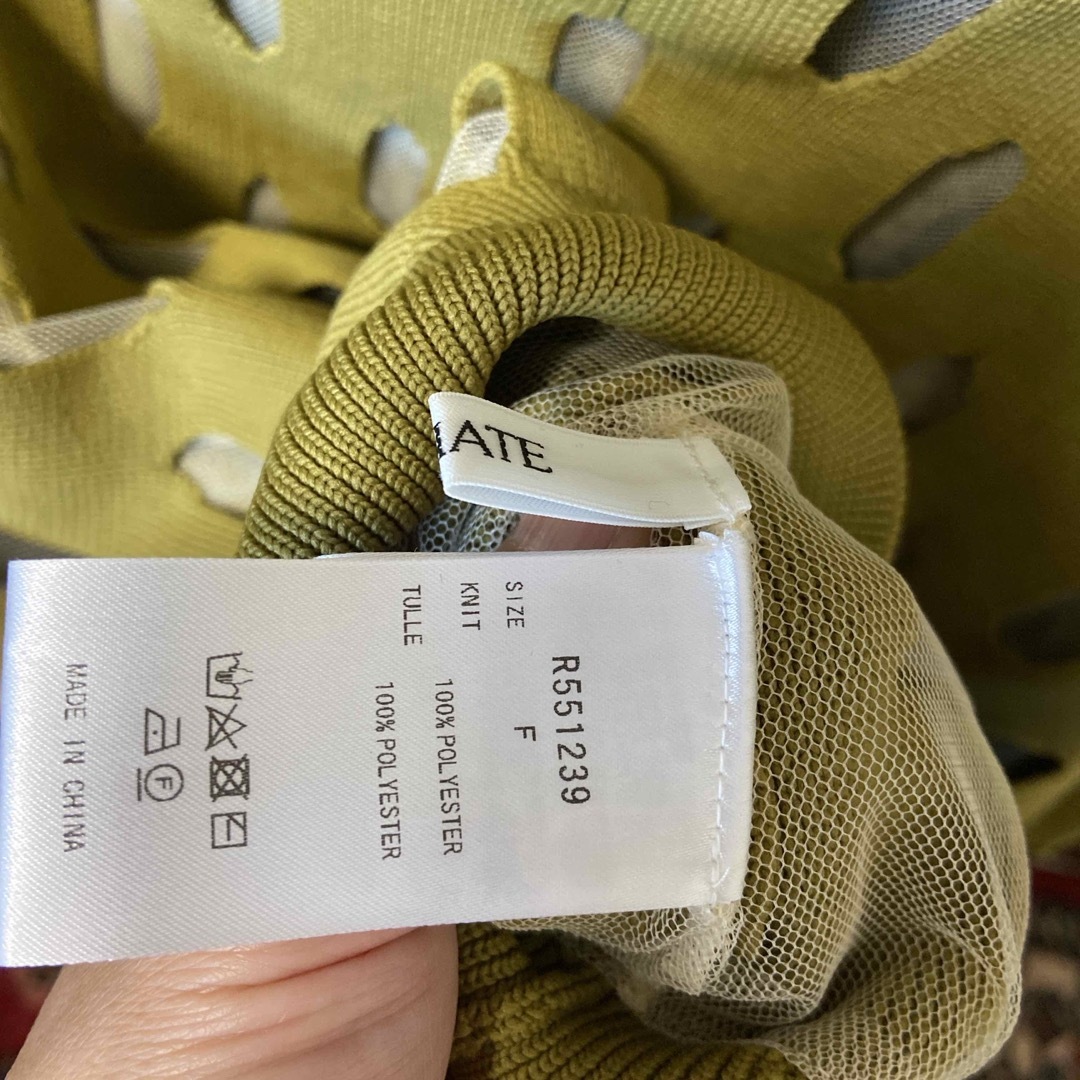 ATE
R551239
SIZE F
KNIT 100% POLYESTER
TULLE 100% POLYESTER
F
MADE IN CHINA